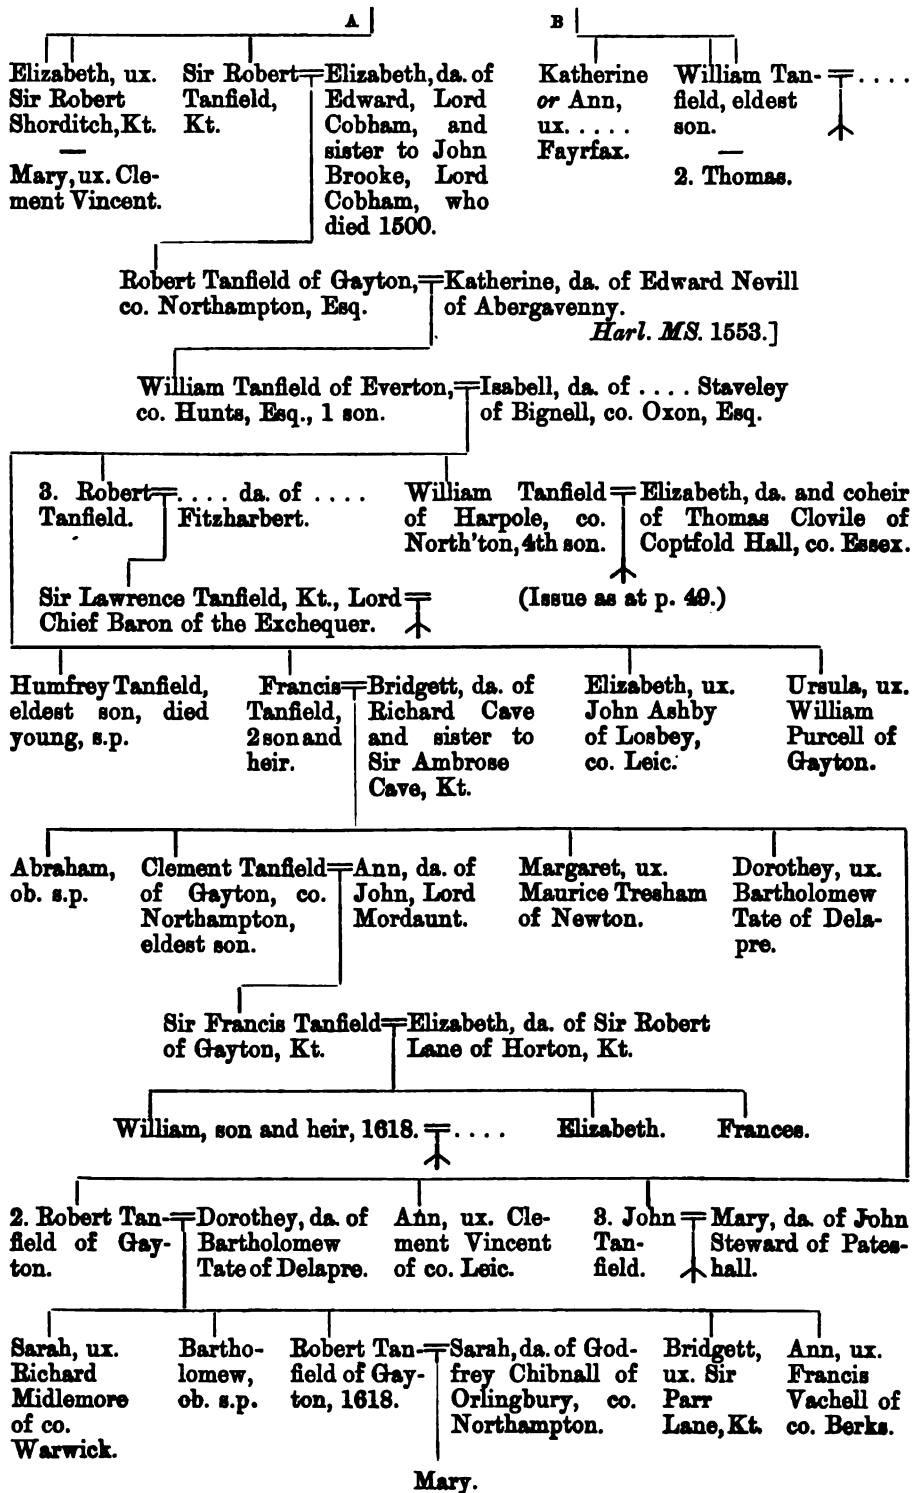 A B
Elizabeth, ux.
Sir Robert
Shorditch, Kt.
—
Mary, ux. Cle-
ment Vincent.
Sir Robert
Tanfield,
Kt.
Elizabeth, da. of
Edward, Lord
Cobham, and
sister to John
Brooke, Lord
Cobham, who
died 1500.
Katherine
or Ann,
ux. . . . .
Fayrfax.
William Tan-
field, eldest
son.
—
2. Thomas.
. . . .
Robert Tanfield of Gayton,
co. Northampton, Esq.
Katherine, da. of Edward Nevill
of Abergavenny.
Harl. MS. 1553.]
William Tanfield of Everton,
co. Hunts, Esq., 1 son.
Isabell, da. of . . . . Staveley
of Bignell, co. Oxon, Esq.
3. Robert
Tanfield.
. . . . da. of . . . .
Fitzharbert.
William Tanfield
of Harpole, co.
North'ton, 4th son.
Elizabeth, da. and coheir
of Thomas Clovile of
Coptfold Hall, co. Essex.
Sir Lawrence Tanfield, Kt., Lord
Chief Baron of the Exchequer.
(Issue as at p. 49.)
Humfrey Tanfield,
eldest son, died
young, s.p.
Francis
Tanfield,
2 son and
heir.
Bridgett, da. of
Richard Cave
and sister to
Sir Ambrose
Cave, Kt.
Elizabeth, ux.
John Ashby
of Losbey,
co. Leic.
Ursula, ux.
William
Purcell of
Gayton.
Abraham,
ob. s.p.
Clement Tanfield
of Gayton, co.
Northampton,
eldest son.
Ann, da. of
John, Lord
Mordaunt.
Margaret, ux.
Maurice Tresham
of Newton.
Dorothey, ux.
Bartholomew
Tate of Dela-
pre.
Sir Francis Tanfield
of Gayton, Kt.
Elizabeth, da. of Sir Robert
Lane of Horton, Kt.
William, son and heir, 1618. . . . .
Elizabeth.
Frances.
2. Robert Tan-
field of Gay-
ton.
Dorothey, da. of
Bartholomew
Tate of Delapre.
Ann, ux. Cle-
ment Vincent
of co. Leic.
3. John
Tan-
field.
Mary, da. of John
Steward of Pates-
hall.
Sarah, ux.
Richard
Midlemore
of co.
Warwick.
Bartho-
lomew,
ob. s.p.
Robert Tan-
field of Gay-
ton, 1618.
Sarah, da. of God-
frey Chibnall of
Orlingbury, co.
Northampton.
Bridgett,
ux. Sir
Parr
Lane, Kt.
Ann, ux.
Francis
Vachell of
co. Berks.
Mary.